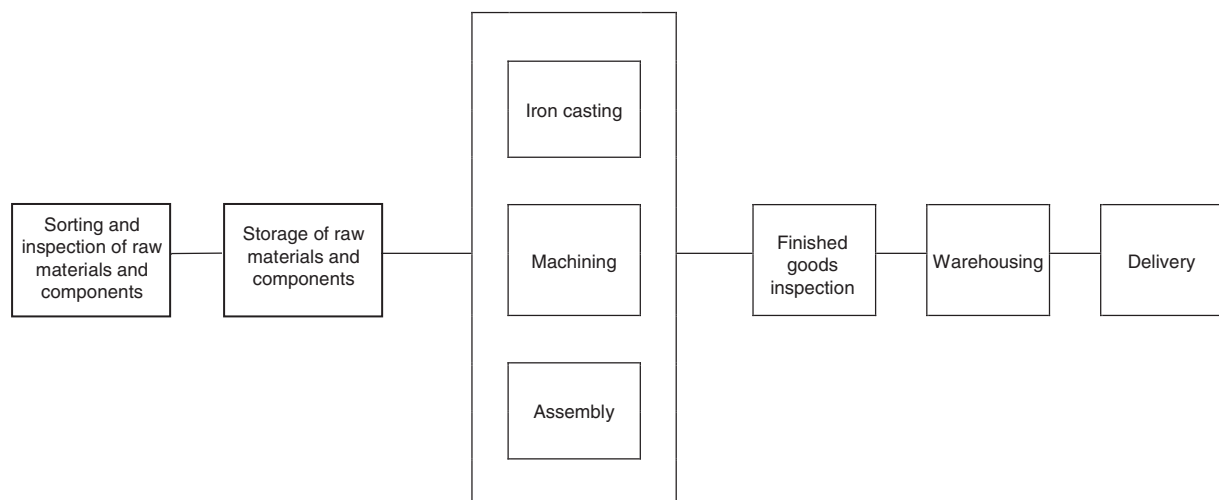 Sorting and
inspection of raw
materials and
components
Storage of raw
materials and
components
Iron casting
Machining
Assembly
Finished
goods
inspection
Warehousing
Delivery